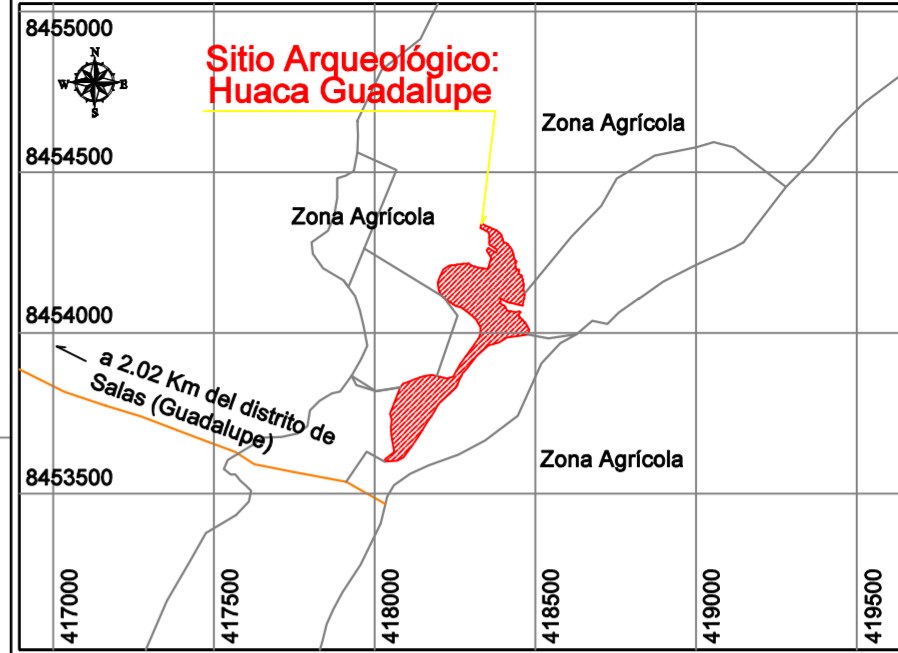 8455000
N
W E
S
Sitio Arqueológico:
Huaca Guadalupe
Zona Agrícola
8454500
Zona Agrícola
8454000
a 2.02 Km del distrito de
Salas (Guadalupe)
Zona Agrícola
8453500
417000
417500
418000
418500
419000
419500